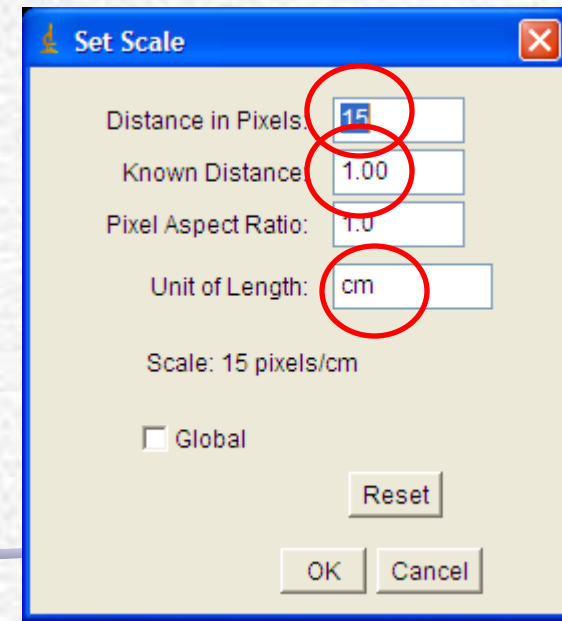 Set Scale
Distance in Pixels: 15
Known Distance: 1.00
Pixel Aspect Ratio: 1.0
Unit of Length: cm
Scale: 15 pixels/cm
Global
Reset
OK Cancel